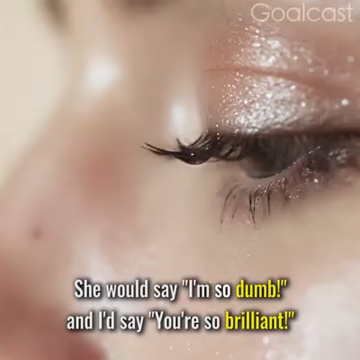 Goalcast
She would say "I'm so dumb!"
and I'd say "You're so brilliant!"